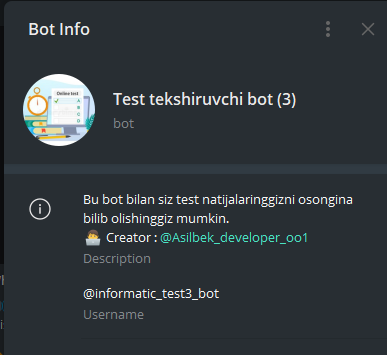 Bot Info
Online test
Test tekshiruvchi bot (3)
bot
Bu bot bilan siz test natijalaringgizni osongina
bilib olishinggiz mumkin.
👨‍💻 Creator : @Asilbek_developer_oo1
Description
@informatic_test3_bot
Username